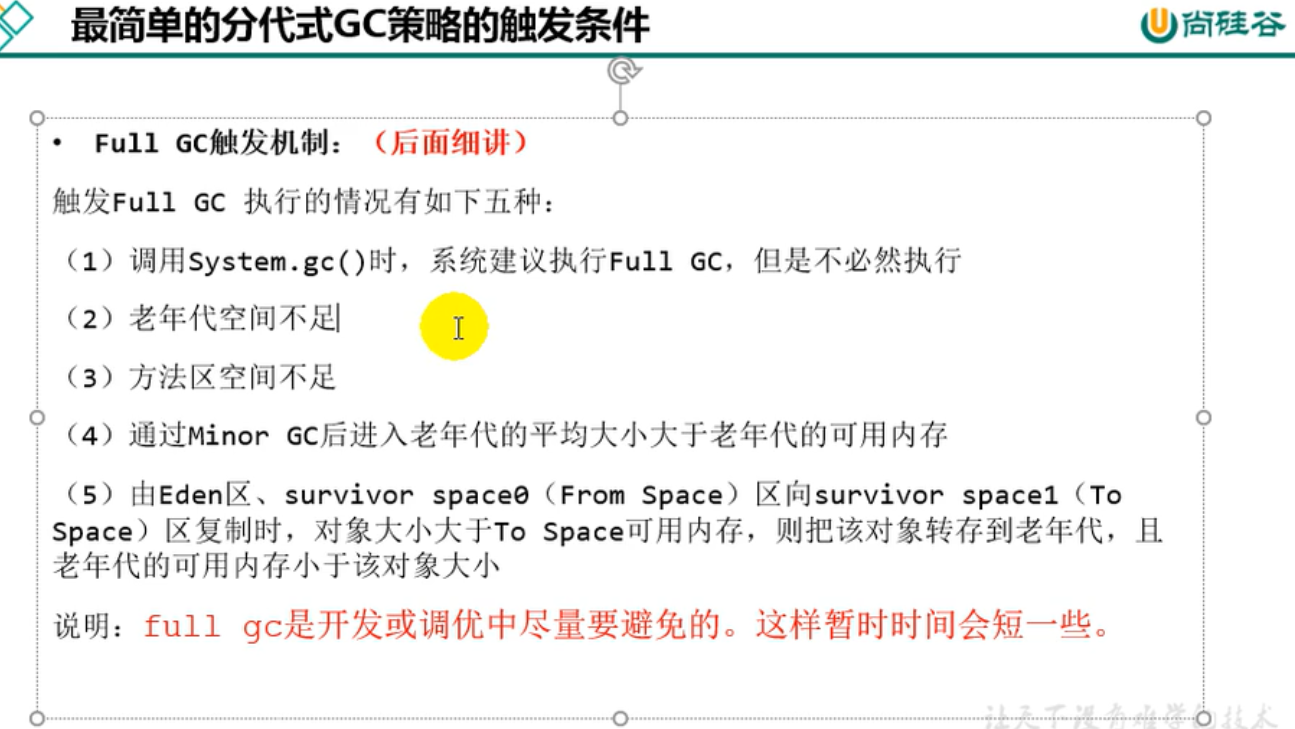 最简单的分代式GC策略的触发条件
尚硅谷
• Full GC触发机制：（后面细讲）
触发Full GC 执行的情况有如下五种：
（1）调用System.gc()时，系统建议执行Full GC，但是不必然执行
（2）老年代空间不足
（3）方法区空间不足
（4）通过Minor GC后进入老年代的平均大小大于老年代的可用内存
（5）由Eden区、survivor space0（From Space）区向survivor space1（To
Space）区复制时，对象大小大于To Space可用内存，则把该对象转存到老年代，且
老年代的可用内存小于该对象大小
说明：full gc是开发或调优中尽量要避免的。这样暂时时间会短一些。
让天下没有难学的技术